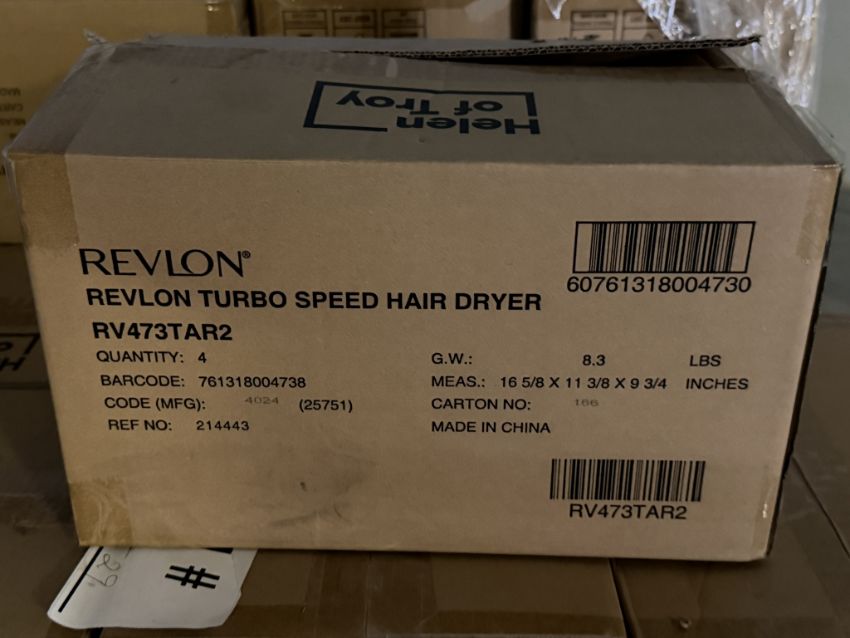 Helen
of Troy
REVLON®
REVLON TURBO SPEED HAIR DRYER
RV473TAR2
QUANTITY: 4
BARCODE: 761318004738
CODE (MFG): 4024 (25751)
REF NO: 214443
60761318004730
G.W.: 8.3 LBS
MEAS.: 16 5/8 X 11 3/8 X 9 3/4 INCHES
CARTON NO: 166
MADE IN CHINA
RV473TAR2
#